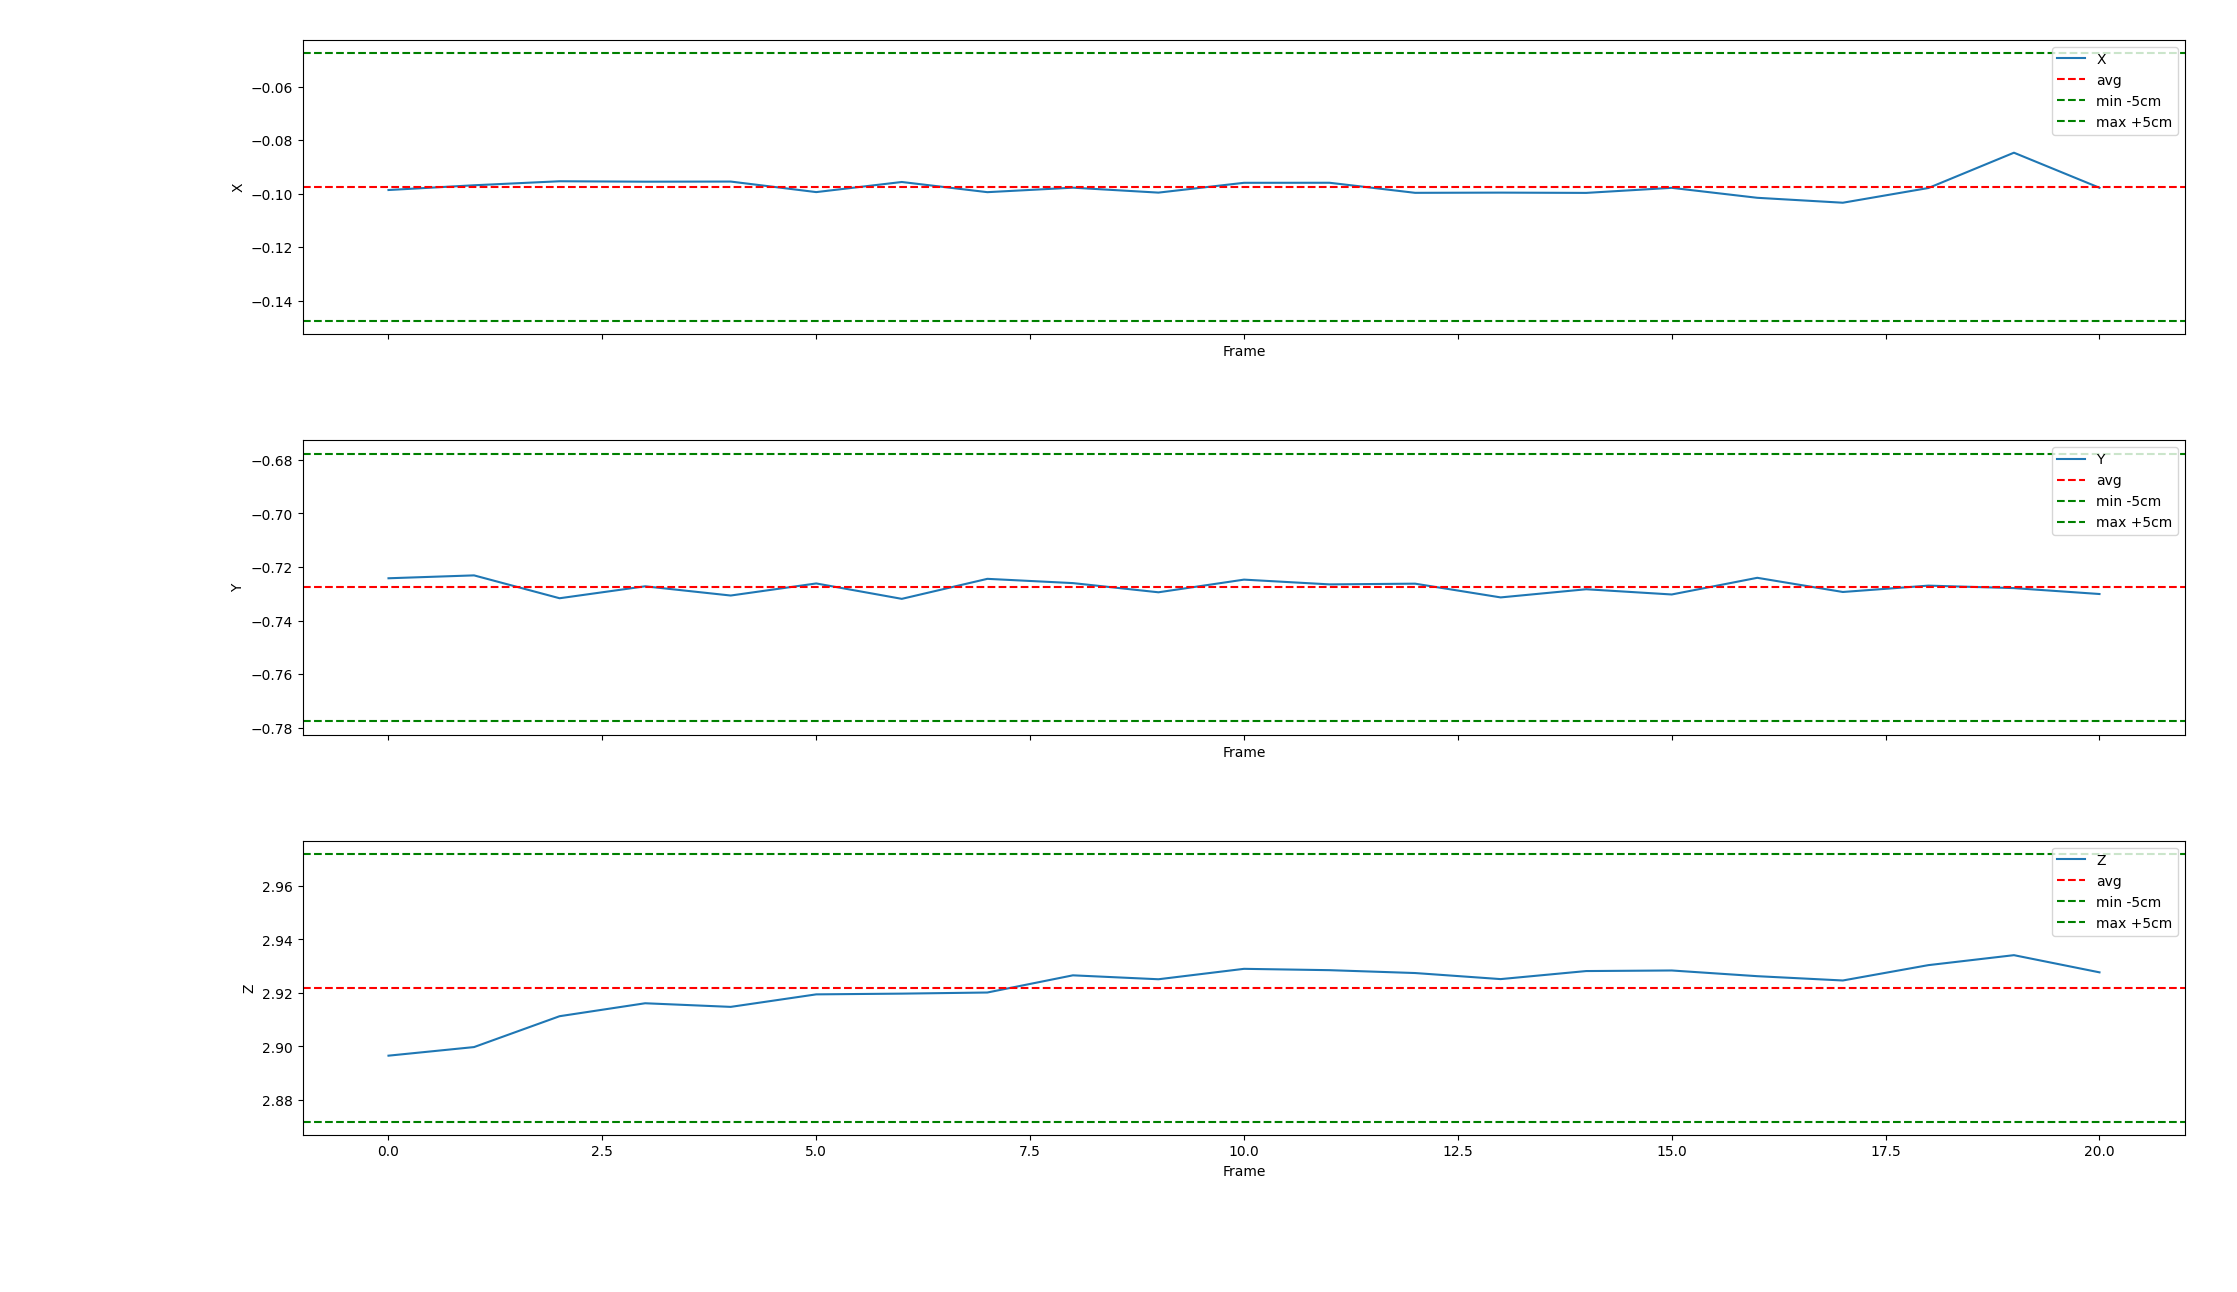 −0.06
−0.08
−0.10
−0.12
−0.14
X
Frame
X
avg
min -5cm
max +5cm
−0.68
−0.70
−0.72
−0.74
−0.76
−0.78
Y
Frame
Y
avg
min -5cm
max +5cm
2.96
2.94
2.92
2.90
2.88
Z
0.0 2.5 5.0 7.5 10.0 12.5 15.0 17.5 20.0
Frame
Z
avg
min -5cm
max +5cm